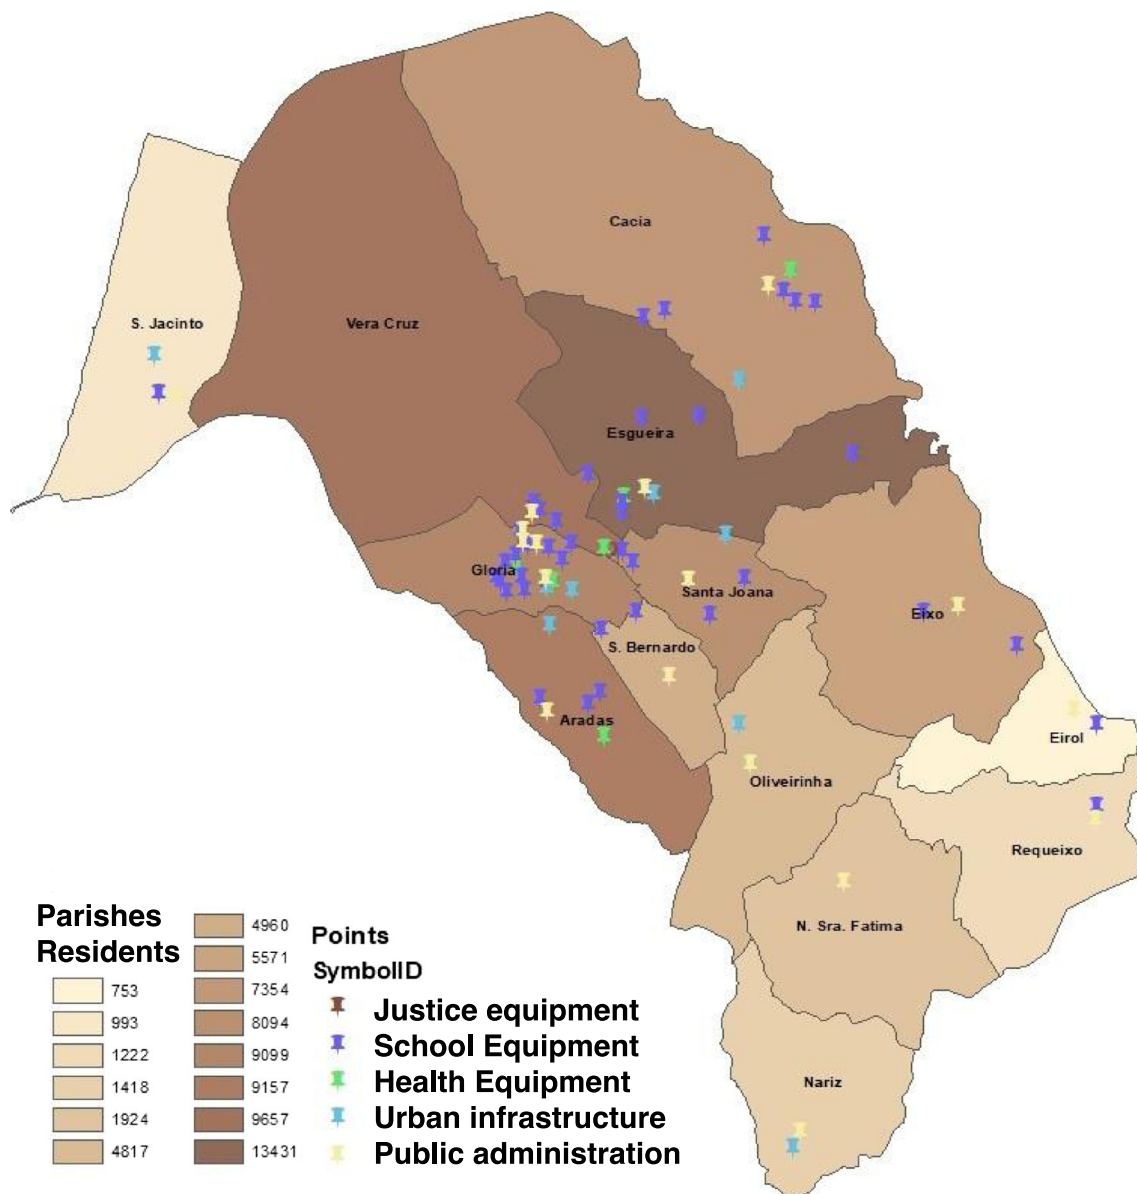 Cacia
S. Jacinto
Vera Cruz
Esgueira
Gloria
Santa Joana
Eixo
S. Bernardo
Aradas
Eirol
Oliveirinha
Requeixo
N. Sra. Fatima
Nariz
Parishes
Residents
753
993
1222
1418
1924
4817
4960
5571
7354
8094
9099
9157
9657
13431
Points
SymbolID
Justice equipment
School Equipment
Health Equipment
Urban infrastructure
Public administration